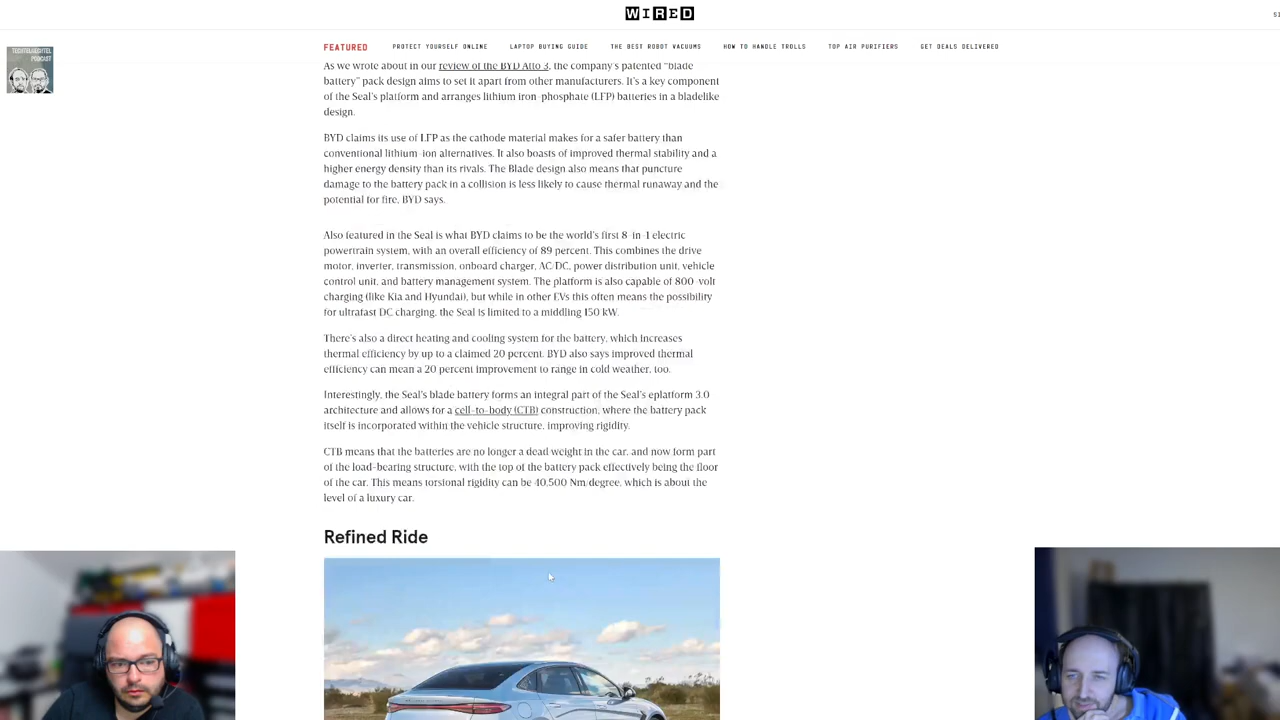 WIRED
TECHTELMECHTEL
PODCAST
FEATURED PROTECT YOURSELF ONLINE LAPTOP BUYING GUIDE THE BEST ROBOT VACUUMS HOW TO HANDLE TROLLS TOP AIR PURIFIERS GET DEALS DELIVERED
As we wrote about in our review of the BYD Atto 3, the company's patented "blade
battery" pack design aims to set it apart from other manufacturers. It's a key component
of the Seal's platform and arranges lithium iron-phosphate (LFP) batteries in a bladelike
design.
BYD claims its use of LFP as the cathode material makes for a safer battery than
conventional lithium-ion alternatives. It also boasts of improved thermal stability and a
higher energy density than its rivals. The Blade design also means that puncture
damage to the battery pack in a collision is less likely to cause thermal runaway and the
potential for fire, BYD says.
Also featured in the Seal is what BYD claims to be the world's first 8-in-1 electric
powertrain system, with an overall efficiency of 89 percent. This combines the drive
motor, inverter, transmission, onboard charger, AC/DC, power distribution unit, vehicle
control unit, and battery management system. The platform is also capable of 800-volt
charging (like Kia and Hyundai), but while in other EVs this often means the possibility
for ultrafast DC charging, the Seal is limited to a middling 150 kW.
There's also a direct heating and cooling system for the battery, which increases
thermal efficiency by up to a claimed 20 percent. BYD also says improved thermal
efficiency can mean a 20 percent improvement to range in cold weather, too.
Interestingly, the Seal's blade battery forms an integral part of the Seal's eplatform 3.0
architecture and allows for a cell-to-body (CTB) construction, where the battery pack
itself is incorporated within the vehicle structure, improving rigidity.
CTB means that the batteries are no longer a dead weight in the car, and now form part
of the load-bearing structure, with the top of the battery pack effectively being the floor
of the car. This means torsional rigidity can be 40,500 Nm/degree, which is about the
level of a luxury car.
Refined Ride